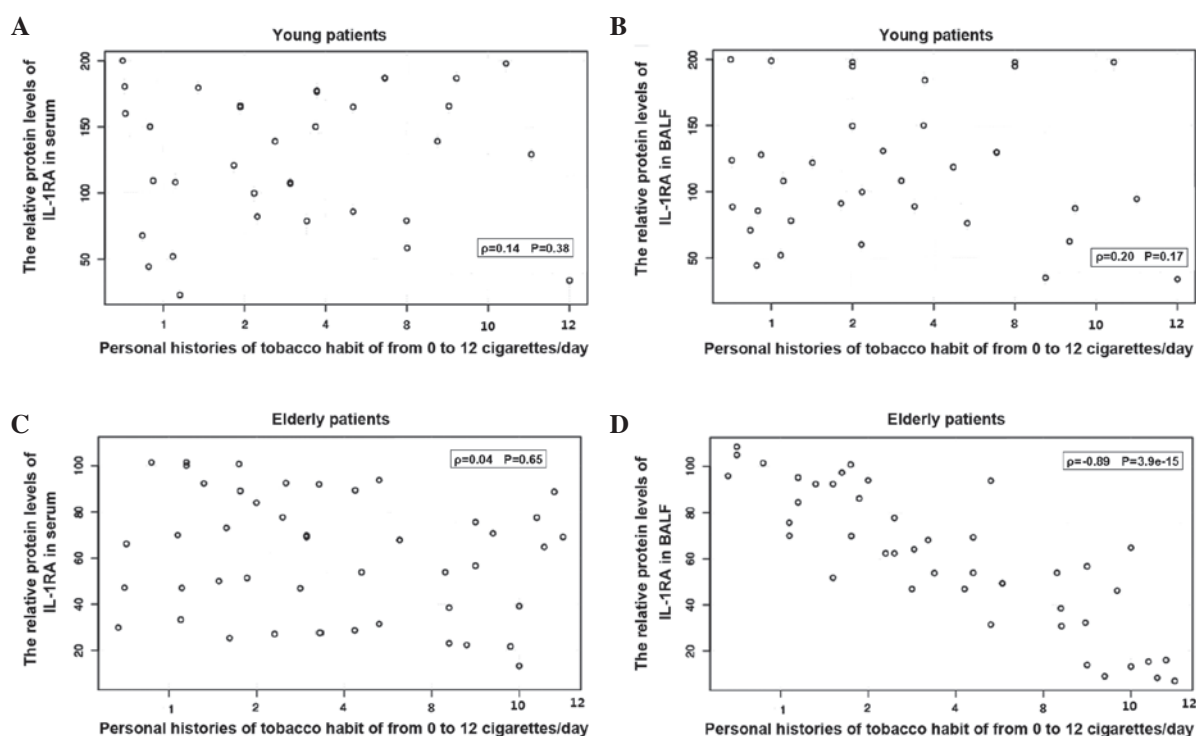 A
Young patients
The relative protein levels of
IL-1RA in serum
200
150
100
50
ρ=0.14 P=0.38
1 2 4 8 10 12
Personal histories of tobacco habit of from 0 to 12 cigarettes/day
B
Young patients
The relative protein levels of
IL-1RA in BALF
200
150
100
50
ρ=0.20 P=0.17
1 2 4 8 10 12
Personal histories of tobacco habit of from 0 to 12 cigarettes/day
C
Elderly patients
The relative protein levels of
IL-1RA in serum
100
80
60
40
20
ρ=0.04 P=0.65
1 2 4 8 10 12
Personal histories of tobacco habit of from 0 to 12 cigarettes/day
D
Elderly patients
The relative protein levels of
IL-1RA in BALF
100
80
60
40
20
ρ=-0.89 P=3.9e-15
1 2 4 8 10 12
Personal histories of tobacco habit of from 0 to 12 cigarettes/day